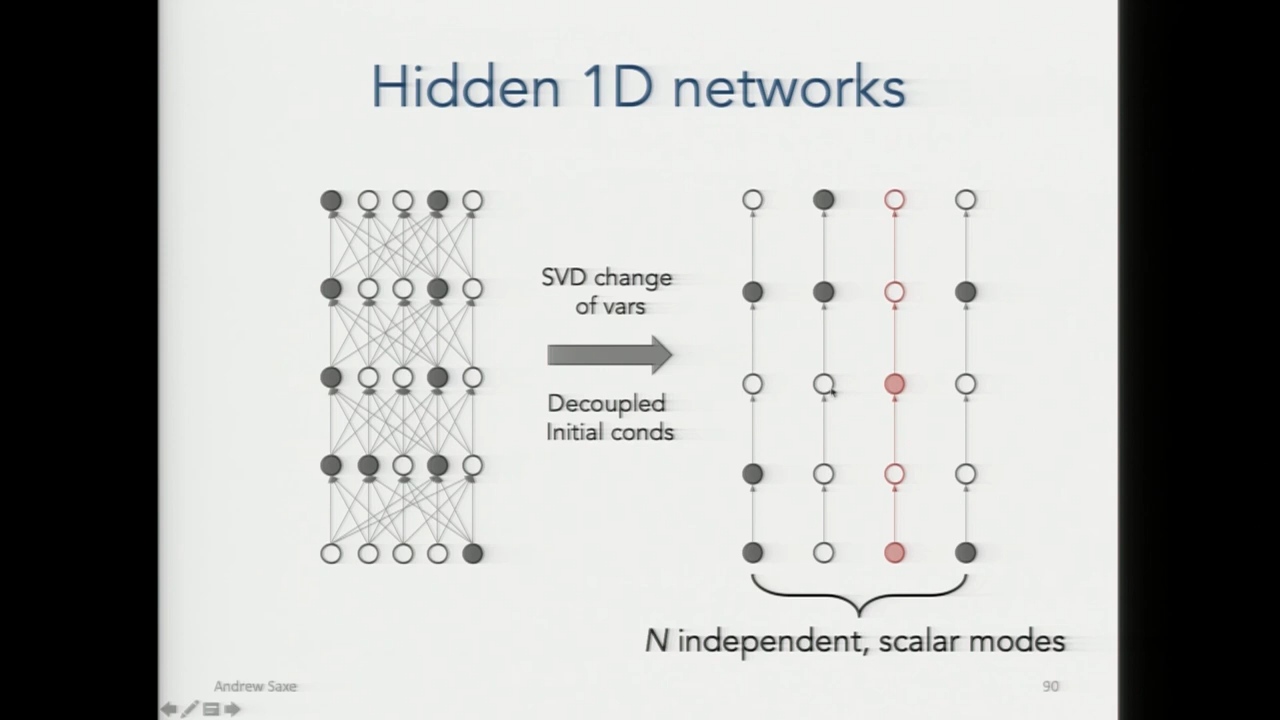 Hidden 1D networks
SVD change
of vars
Decoupled
Initial conds
N independent, scalar modes
Andrew Saxe
90